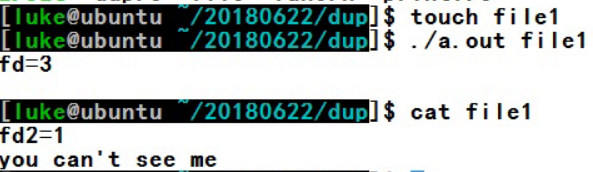 [luke@ubuntu ~/20180622/dup]$ touch file1
[luke@ubuntu ~/20180622/dup]$ ./a.out file1
fd=3
[luke@ubuntu ~/20180622/dup]$ cat file1
fd2=1
you can't see me